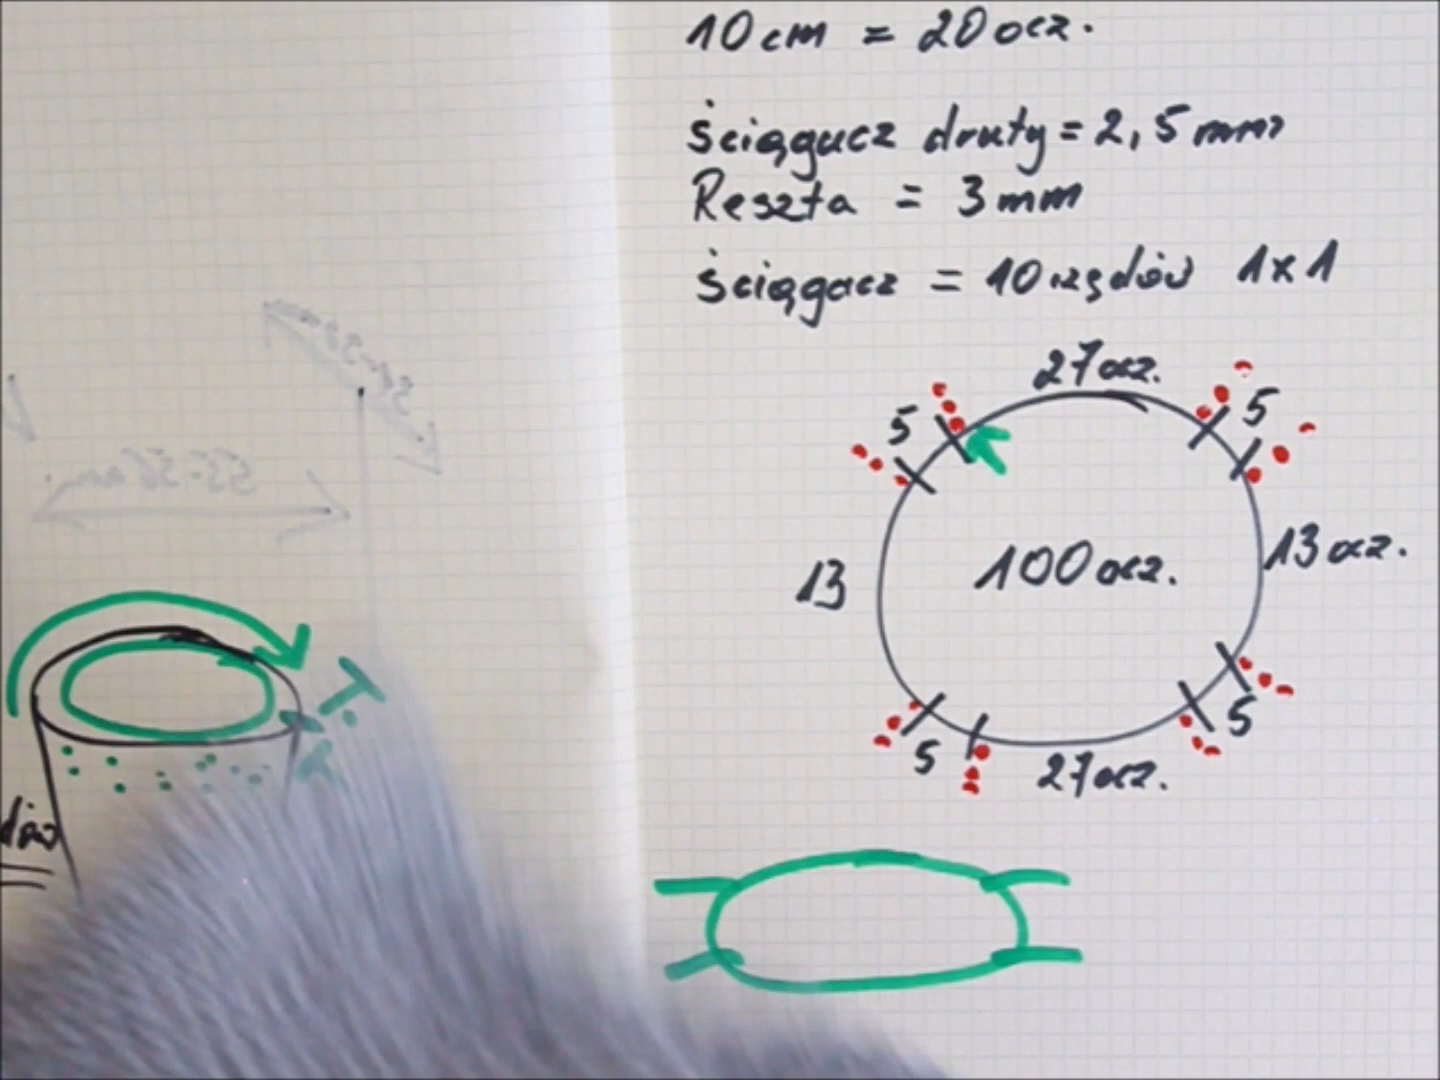 10 cm = 20 ocz.
ściągacz druty = 2,5 mm
Reszta = 3 mm
ściągacz = 10 rzędów 1x1
27 ocz.
5
5
13
100 ocz.
13 ocz.
5
5
27 ocz.
T.